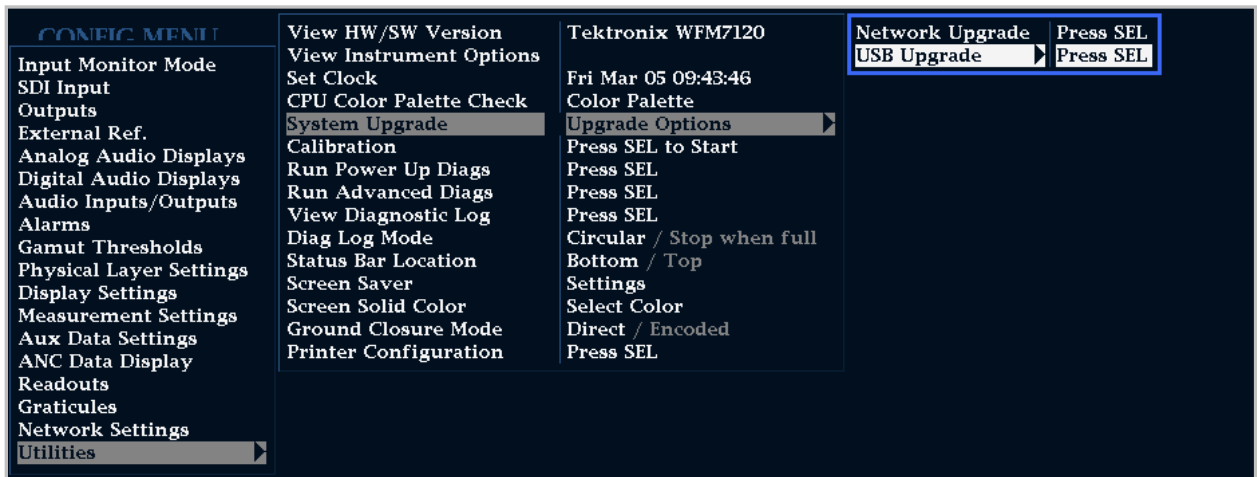 CONFIG MENU
Input Monitor Mode
SDI Input
Outputs
External Ref.
Analog Audio Displays
Digital Audio Displays
Audio Inputs/Outputs
Alarms
Gamut Thresholds
Physical Layer Settings
Display Settings
Measurement Settings
Aux Data Settings
ANC Data Display
Readouts
Graticules
Network Settings
Utilities
View HW/SW Version Tektronix WFM7120
View Instrument Options
Set Clock Fri Mar 05 09:43:46
CPU Color Palette Check Color Palette
System Upgrade Upgrade Options
Calibration Press SEL to Start
Run Power Up Diags Press SEL
Run Advanced Diags Press SEL
View Diagnostic Log Press SEL
Diag Log Mode Circular / Stop when full
Status Bar Location Bottom / Top
Screen Saver Settings
Screen Solid Color Select Color
Ground Closure Mode Direct / Encoded
Printer Configuration Press SEL
Network Upgrade Press SEL
USB Upgrade Press SEL